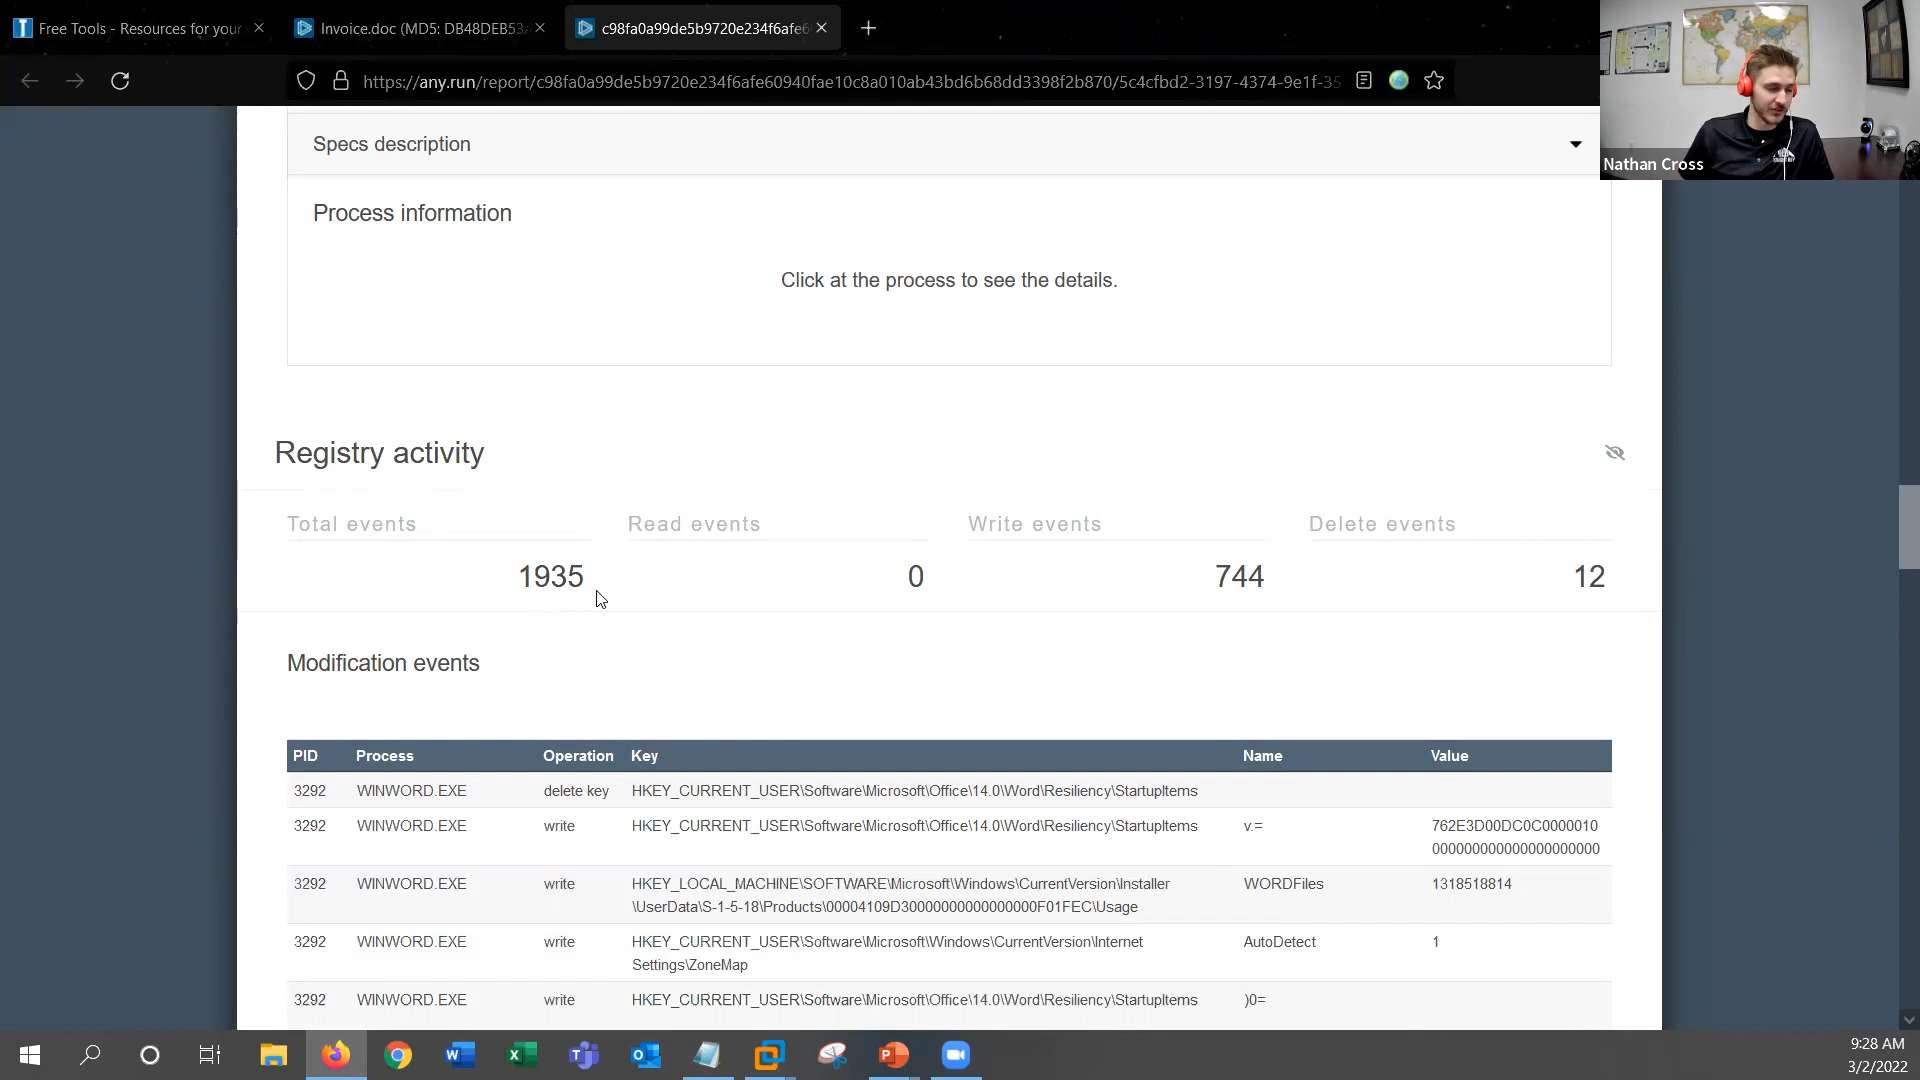 Free Tools - Resources for your
Invoice.doc (MD5: DB48DEB53
c98fa0a99de5b9720e234f6afe6
https://any.run/report/c98fa0a99de5b9720e234f6afe60940fae10c8a010ab43bd6b68dd3398f2b870/5c4cfbd2-3197-4374-9e1f-35
Nathan Cross
Specs description
Process information
Click at the process to see the details.
Registry activity
Total events Read events Write events Delete events
1935 0 744 12
Modification events
PID Process Operation Key Name Value
3292 WINWORD.EXE delete key HKEY_CURRENT_USER\Software\Microsoft\Office\14.0\Word\Resiliency\StartupItems
3292 WINWORD.EXE write HKEY_CURRENT_USER\Software\Microsoft\Office\14.0\Word\Resiliency\StartupItems v.= 762E3D00DC0C0000010
000000000000000000000
3292 WINWORD.EXE write HKEY_LOCAL_MACHINE\SOFTWARE\Microsoft\Windows\CurrentVersion\Installer WORDFiles 1318518814
\UserData\S-1-5-18\Products\00004109D30000000000000000F01FEC\Usage
3292 WINWORD.EXE write HKEY_CURRENT_USER\Software\Microsoft\Windows\CurrentVersion\Internet AutoDetect 1
Settings\ZoneMap
3292 WINWORD.EXE write HKEY_CURRENT_USER\Software\Microsoft\Office\14.0\Word\Resiliency\StartupItems )0=
9:28 AM
3/2/2022